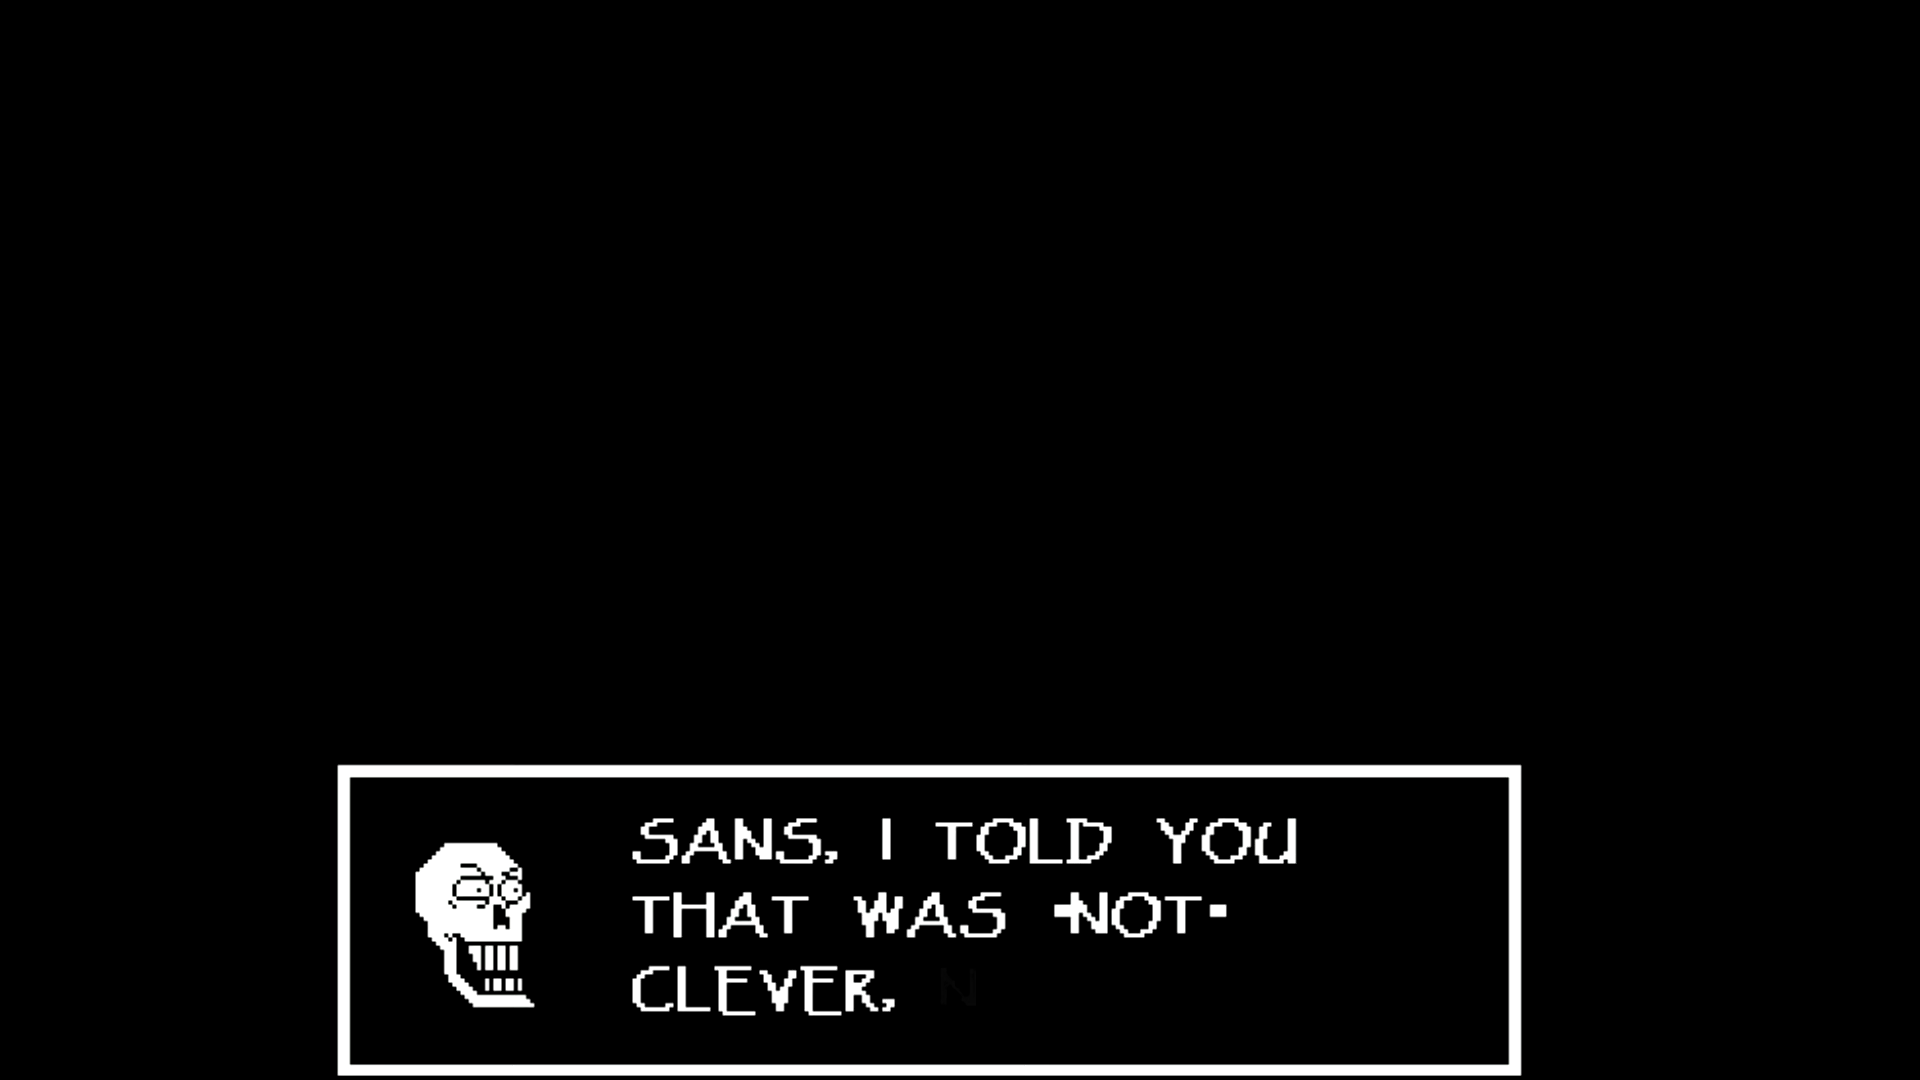 SANS, I TOLD YOU
THAT WAS -NOT-
CLEVER, N